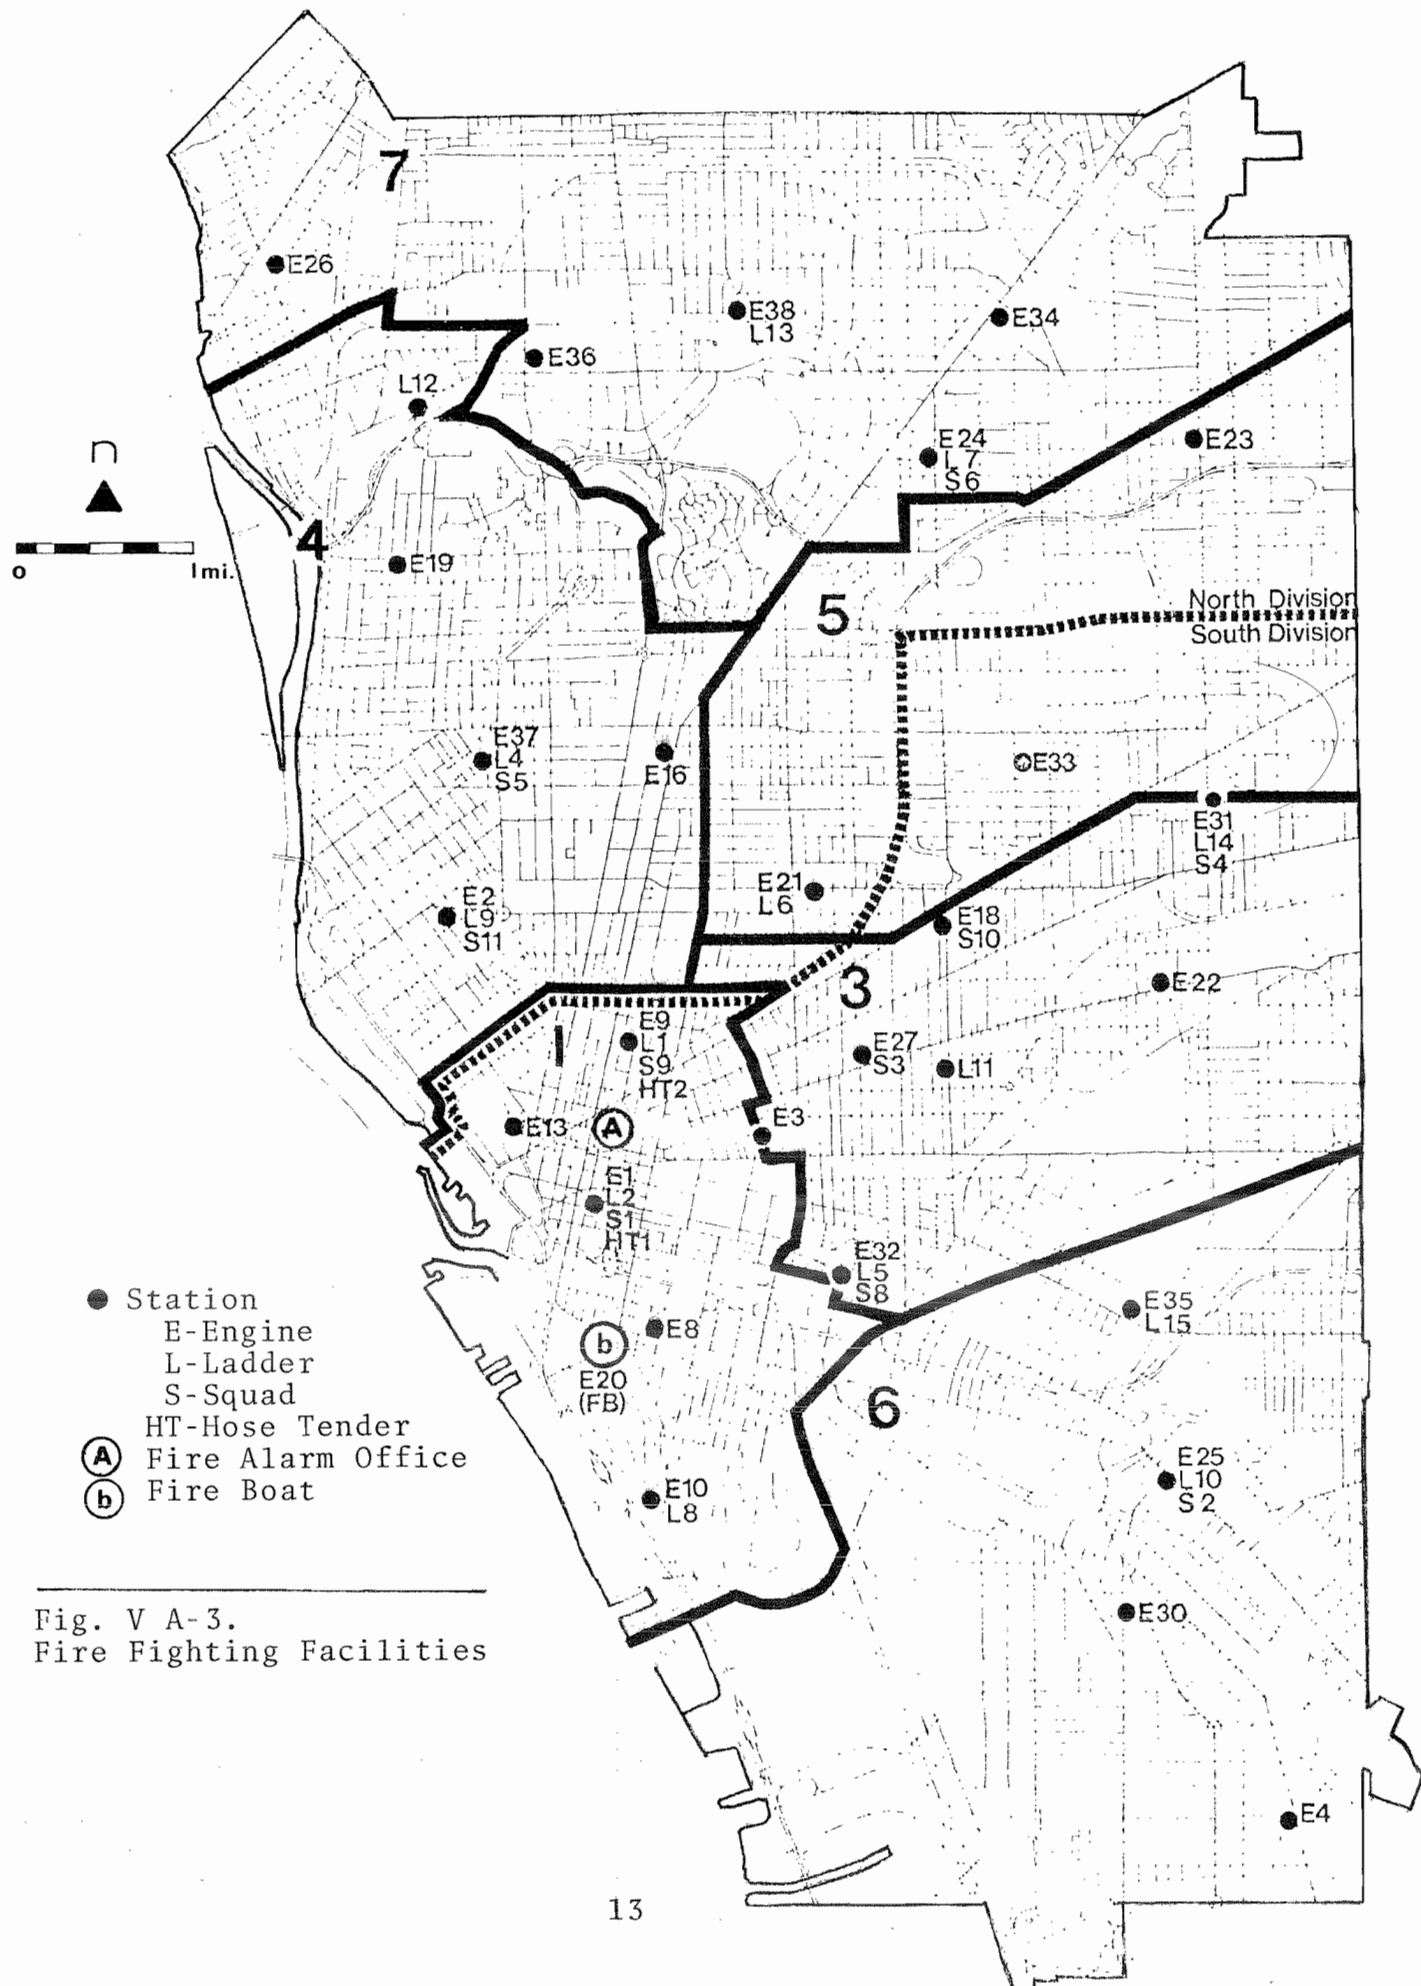 7
E26
E38
L13
E34
E36
L12
E24
L7
S6
E23
n
4
0 1mi.
E19
5
North Division
South Division
E37
L4
S5
E16
E33
E31
L14
S4
E21
L6
E2
L9
S11
E18
S10
3
E22
1
E9
L1
S9
HT2
E27
S3
L11
E13
A
E3
E1
L2
S1
HT1
E32
L5
S8
E8
b
E20
(FB)
E35
L15
6
E10
L8
E25
L10
S2
E30
E4
Station
E-Engine
L-Ladder
S-Squad
HT-Hose Tender
A Fire Alarm Office
b Fire Boat
Fig. V A-3.
Fire Fighting Facilities
13